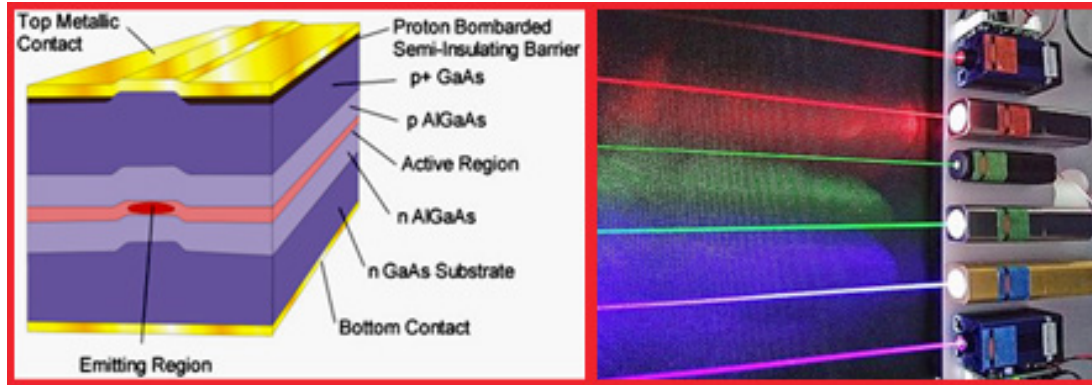 Top Metallic
Contact
Proton Bombarded
Semi-Insulating Barrier
p+ GaAs
p AlGaAs
Active Region
n AlGaAs
n GaAs Substrate
Bottom Contact
Emitting Region